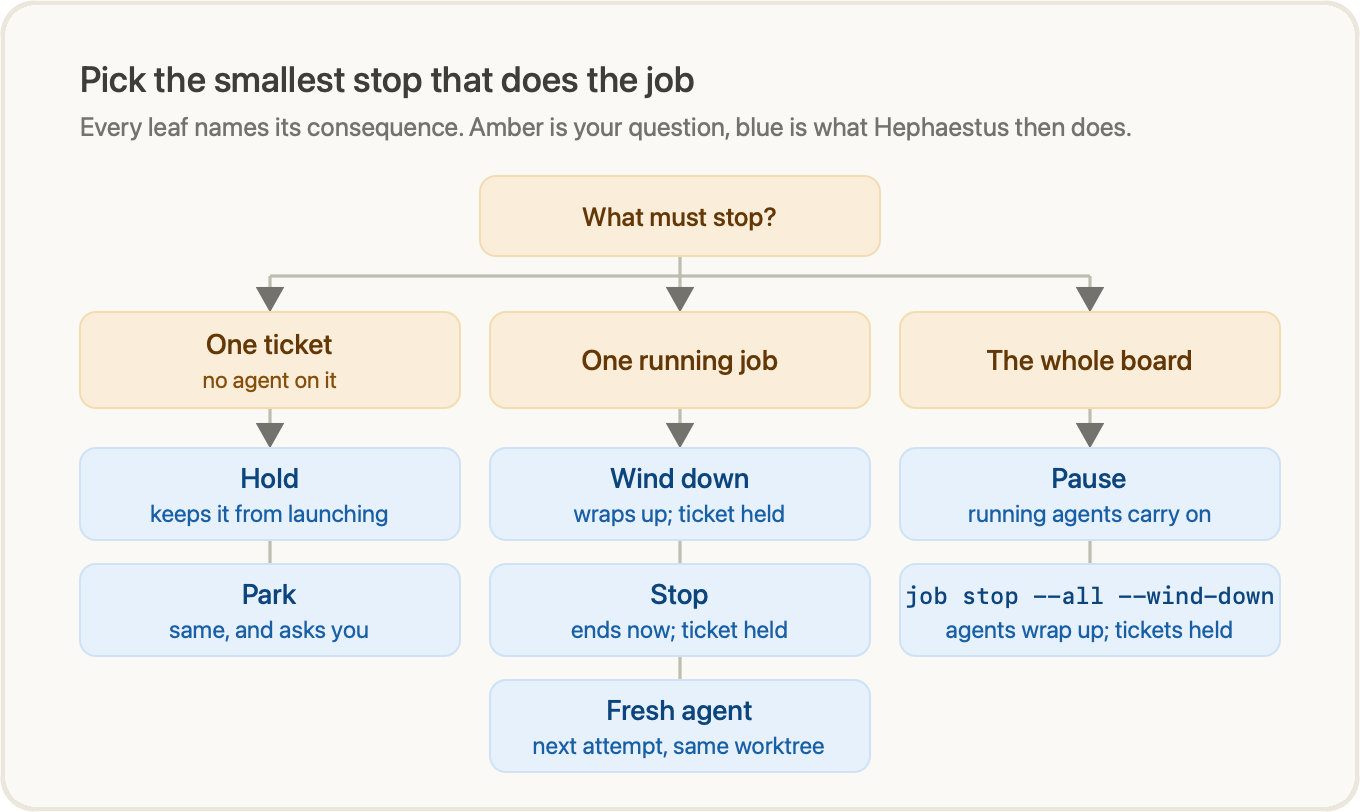 Pick the smallest stop that does the job
Every leaf names its consequence. Amber is your question, blue is what Hephaestus then does.
What must stop?
One ticket
no agent on it
One running job
The whole board
Hold
keeps it from launching
Wind down
wraps up; ticket held
Pause
running agents carry on
Park
same, and asks you
Stop
ends now; ticket held
job stop --all --wind-down
agents wrap up; tickets held
Fresh agent
next attempt, same worktree